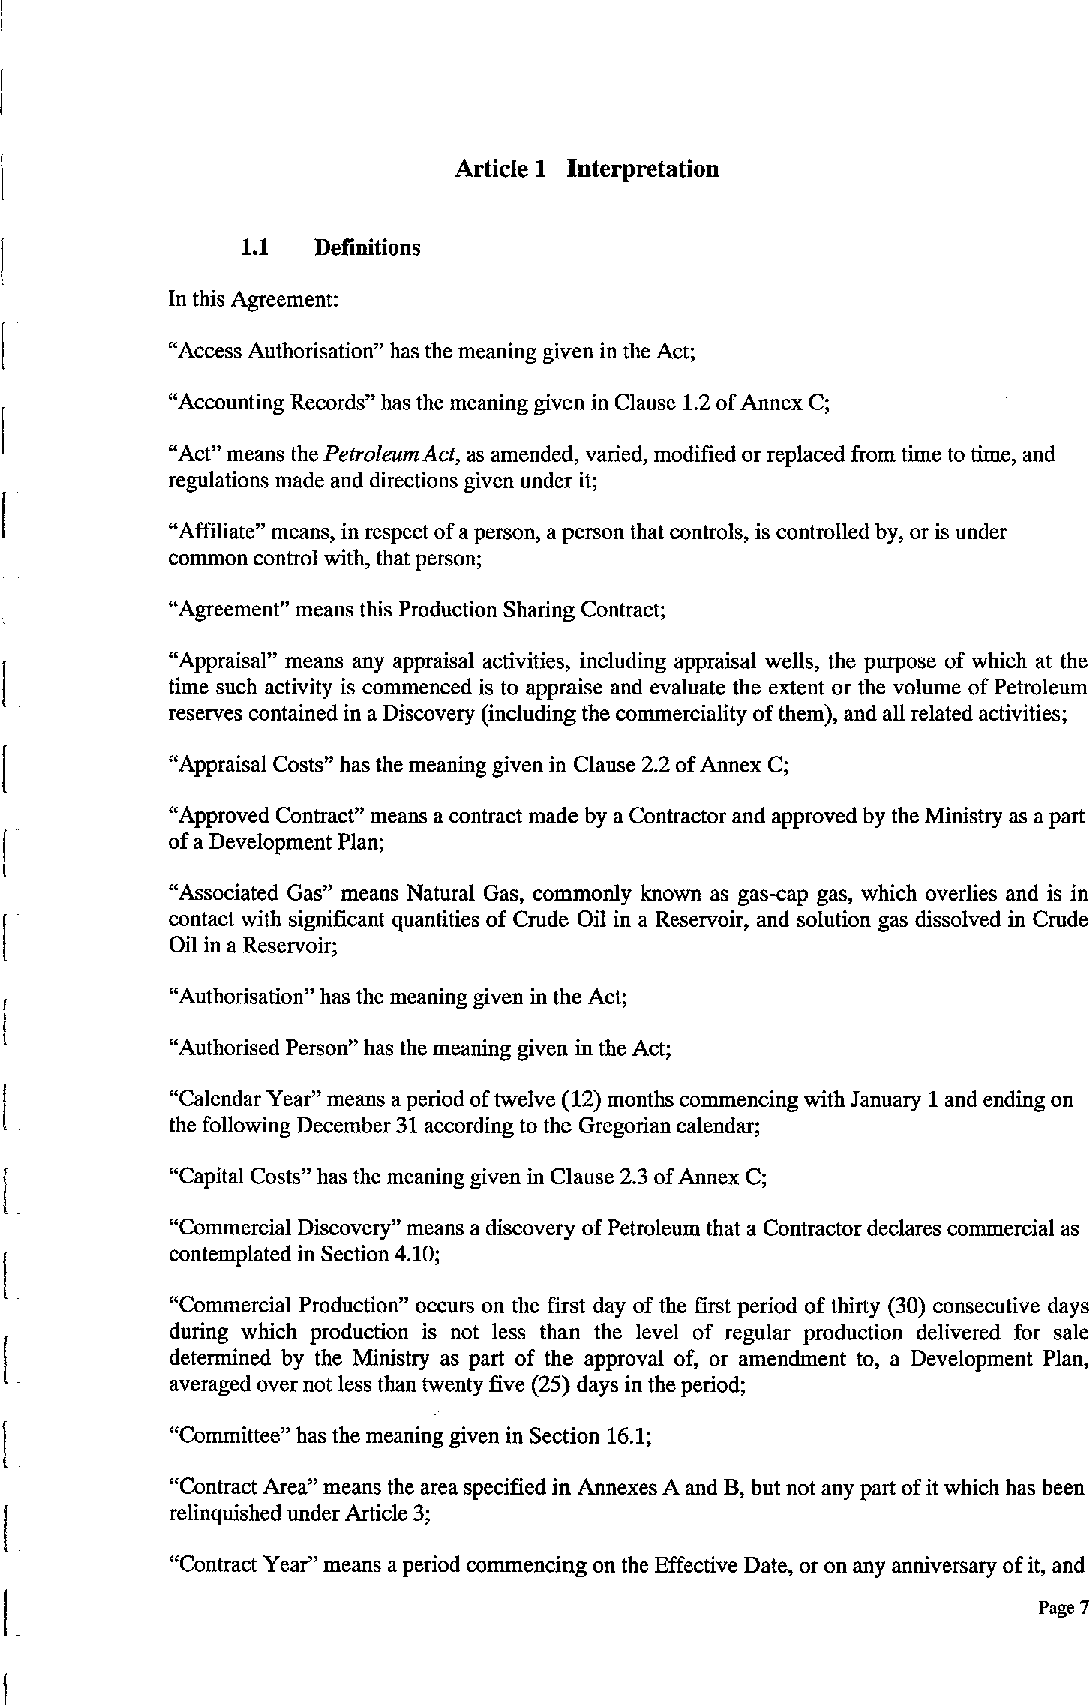 Article 1 Interpretation
1.1 Definitions
In this Agreement:
“Access Authorisation” has the meaning given in the Act;
“Accounting Records” has the meaning given in Clause 1.2 of Annex C;
“Act” means the Petroleum Act, as amended, varied, modified or replaced from time to time, and
regulations made and directions given under it;
“Affiliate” means, in respect of a person, a person that controls, is controlled by, or is under
common control with, that person;
“Agreement” means this Production Sharing Contract;
“Appraisal” means any appraisal activities, including appraisal wells, the purpose of which at the
time such activity is commenced is to appraise and evaluate the extent or the volume of Petroleum
reserves contained in a Discovery (including the commerciality of them), and all related activities;
“Appraisal Costs” has the meaning given in Clause 2.2 of Annex C;
“Approved Contract” means a contract made by a Contractor and approved by the Ministry as a part
of a Development Plan;
“Associated Gas” means Natural Gas, commonly known as gas-cap gas, which overlies and is in
contact with significant quantities of Crude Oil in a Reservoir, and solution gas dissolved in Crude
Oil in a Reservoir;
“Authorisation” has the meaning given in the Act;
“Authorised Person” has the meaning given in the Act;
“Calendar Year” means a period of twelve (12) months commencing with January 1 and ending on
the following December 31 according to the Gregorian calendar;
“Capital Costs” has the meaning given in Clause 2.3 of Annex C;
“Commercial Discovery” means a discovery of Petroleum that a Contractor declares commercial as
contemplated in Section 4.10;
“Commercial Production” occurs on the first day of the first period of thirty (30) consecutive days
during which production is not less than the level of regular production delivered for sale
determined by the Ministry as part of the approval of, or amendment to, a Development Plan,
averaged over not less than twenty five (25) days in the period;
“Committee” has the meaning given in Section 16.1;
“Contract Area” means the area specified in Annexes A and B, but not any part of it which has been
relinquished under Article 3;
“Contract Year” means a period commencing on the Effective Date, or on any anniversary of it, and
Page 7